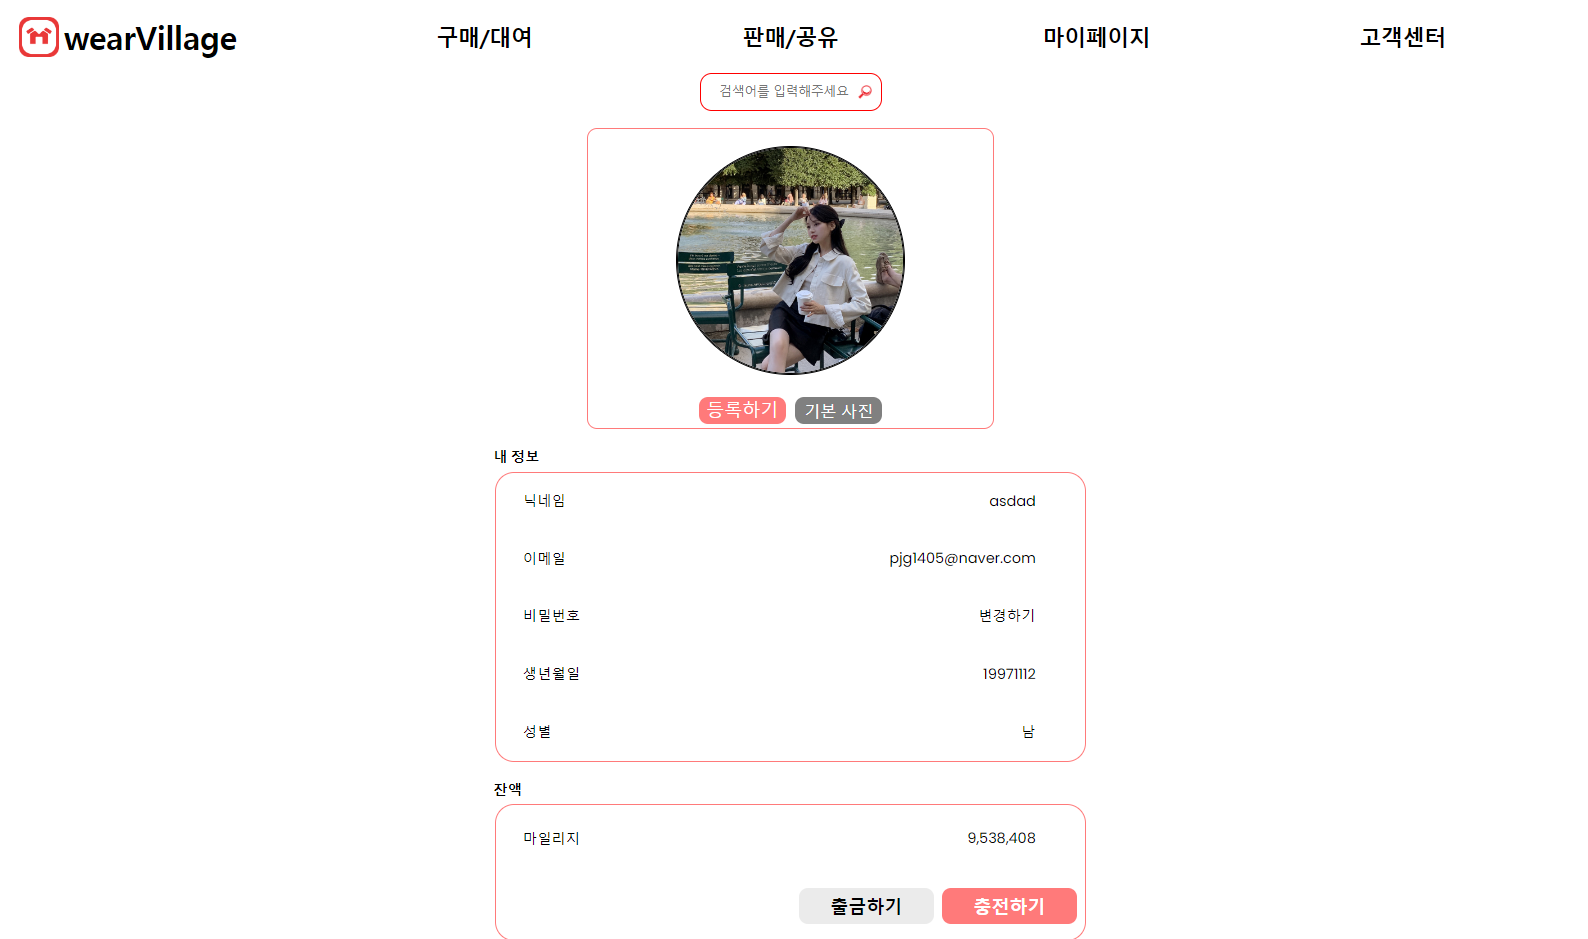 wearVillage 구매/대여 판매/공유 마이페이지 고객센터
검색어를 입력해주세요
등록하기 기본 사진
내 정보
닉네임 asdad
이메일 pjg1405@naver.com
비밀번호 변경하기
생년월일 19971112
성별 남
잔액
마일리지 9,538,408
출금하기 충전하기